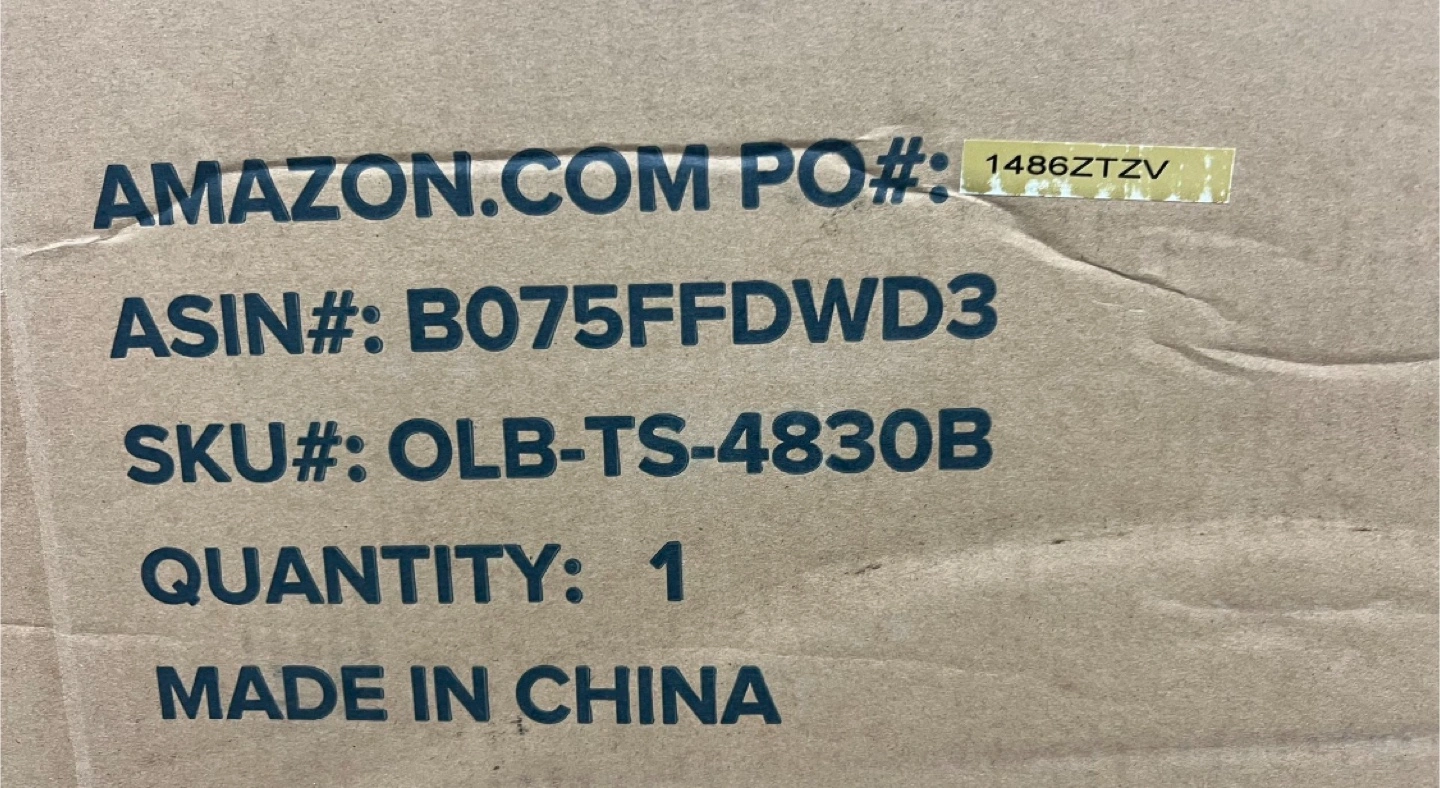 AMAZON.COM PO#: 1486ZTZV
ASIN#: B075FFDWD3
SKU#: OLB-TS-4830B
QUANTITY: 1
MADE IN CHINA